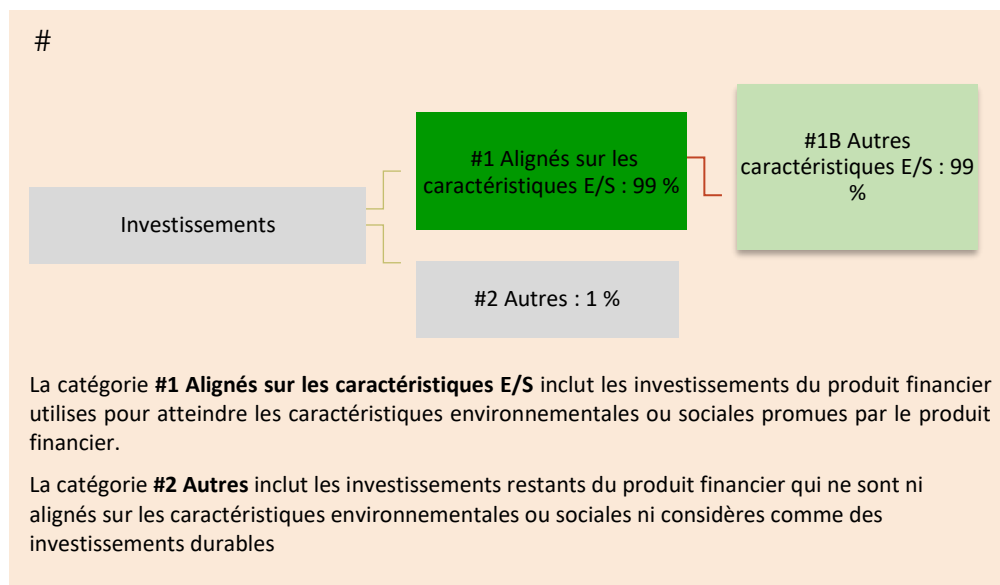 #
#1 Alignés sur les
caractéristiques E/S : 99 %
#1B Autres
caractéristiques E/S : 99
%
Investissements
#2 Autres : 1 %
La catégorie #1 Alignés sur les caractéristiques E/S inclut les investissements du produit financier
utilises pour atteindre les caractéristiques environnementales ou sociales promues par le produit
financier.
La catégorie #2 Autres inclut les investissements restants du produit financier qui ne sont ni
alignés sur les caractéristiques environnementales ou sociales ni considères comme des
investissements durables